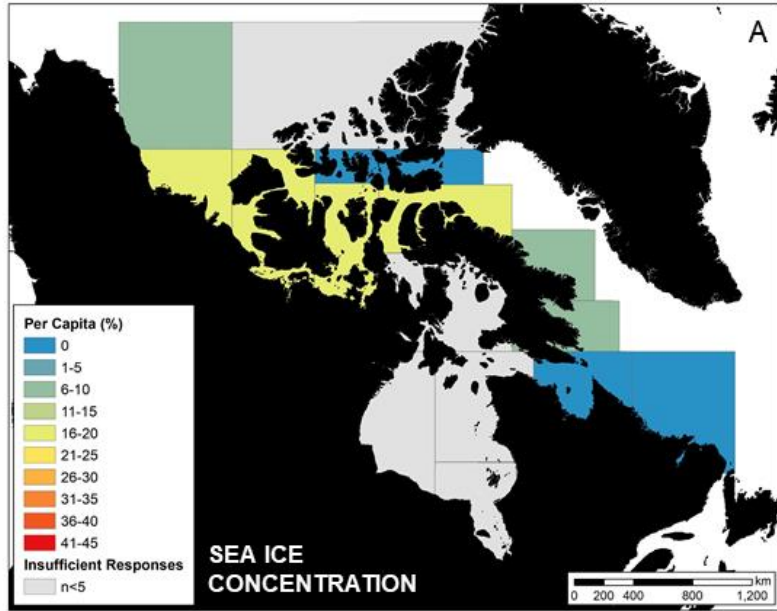 A
Per Capita (%)
0
1-5
6-10
11-15
16-20
21-25
26-30
31-35
36-40
41-45
Insufficient Responses
n<5
SEA ICE
CONCENTRATION
km
0 200 400 800 1,200